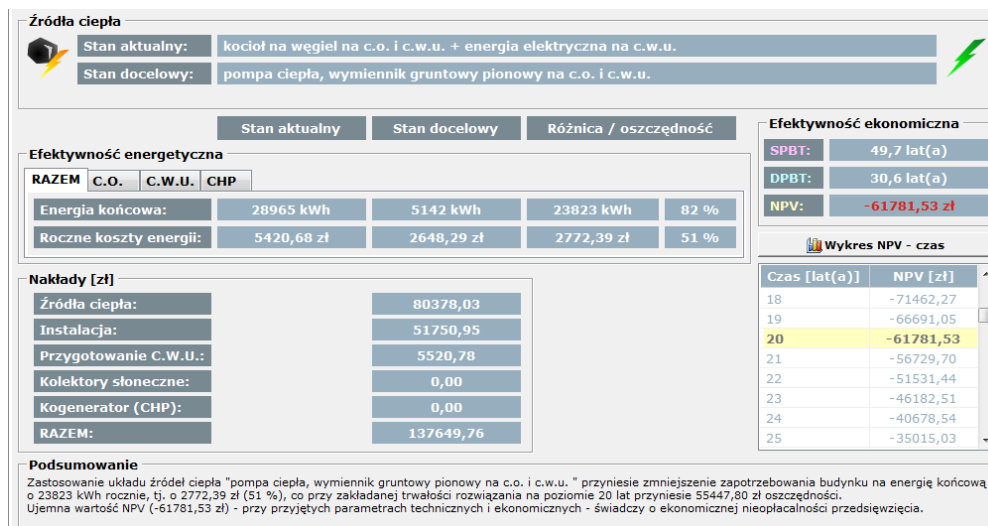 Źródła ciepła
Stan aktualny: kocioł na węgiel na c.o. i c.w.u. + energia elektryczna na c.w.u.
Stan docelowy: pompa ciepła, wymiennik gruntowy pionowy na c.o. i c.w.u.
Stan aktualny Stan docelowy Różnica / oszczędność
Efektywność energetyczna
RAZEM C.O. C.W.U. CHP
Energia końcowa: 28965 kWh 5142 kWh 23823 kWh 82 %
Roczne koszty energii: 5420,68 zł 2648,29 zł 2772,39 zł 51 %
Efektywność ekonomiczna
SPBT: 49,7 lat(a)
DPBT: 30,6 lat(a)
NPV: -61781,53 zł
Wykres NPV - czas
Czas [lat(a)] NPV [zł]
18 -71462,27
19 -66691,05
20 -61781,53
21 -56729,70
22 -51531,44
23 -46182,51
24 -40678,54
25 -35015,03
Nakłady [zł]
Źródła ciepła: 80378,03
Instalacja: 51750,95
Przygotowanie C.W.U.: 5520,78
Kolektory słoneczne: 0,00
Kogenerator (CHP): 0,00
RAZEM: 137649,76
Podsumowanie
Zastosowanie układu źródeł ciepła "pompa ciepła, wymiennik gruntowy pionowy na c.o. i c.w.u. " przyniesie zmniejszenie zapotrzebowania budynku na energię końcową
o 23823 kWh rocznie, tj. o 2772,39 zł (51 %), co przy zakładanej trwałości rozwiązania na poziomie 20 lat przyniesie 55447,80 zł oszczędności.
Ujemna wartość NPV (-61781,53 zł) - przy przyjętych parametrach technicznych i ekonomicznych - świadczy o ekonomicznej nieopłacalności przedsięwzięcia.